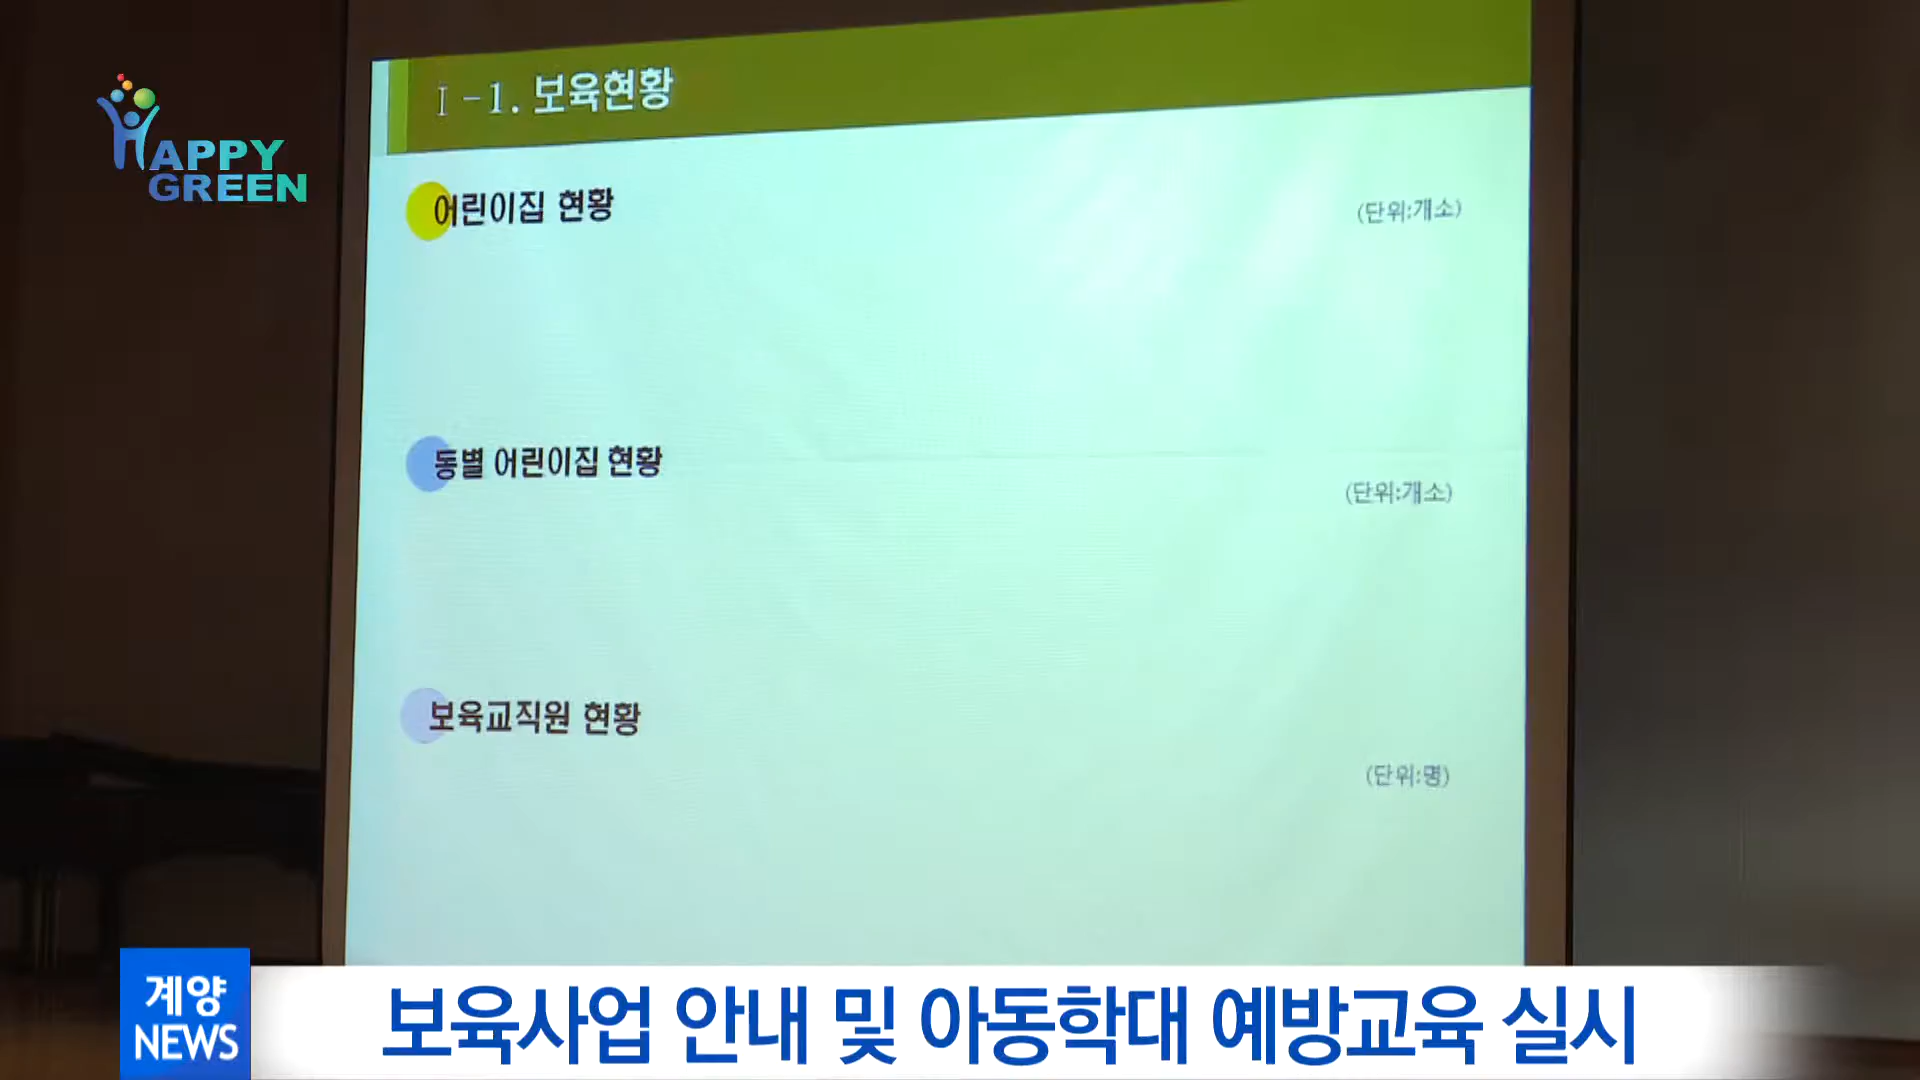 HAPPY
GREEN
Ⅰ-1. 보육현황
어린이집 현황
(단위:개소)
동별 어린이집 현황
(단위:개소)
보육교직원 현황
(단위:명)
계양
NEWS
보육사업 안내 및 아동학대 예방교육 실시